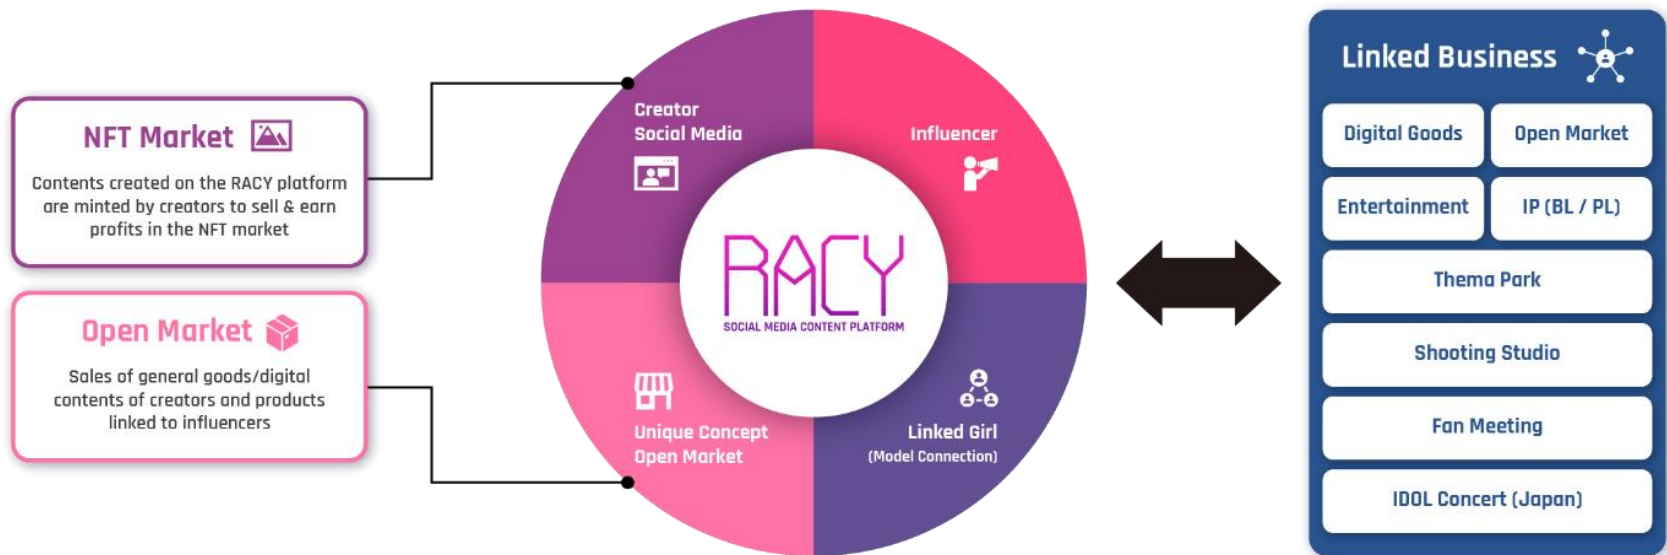 NFT Market
Contents created on the RACY platform
are minted by creators to sell & earn
profits in the NFT market
Open Market
Sales of general goods/digital
contents of creators and products
linked to influencers
Creator
Social Media
Influencer
RACY
SOCIAL MEDIA CONTENT PLATFORM
Unique Concept
Open Market
Linked Girl
(Model Connection)
Linked Business
Digital Goods
Open Market
Entertainment
IP (BL / PL)
Thema Park
Shooting Studio
Fan Meeting
IDOL Concert (Japan)